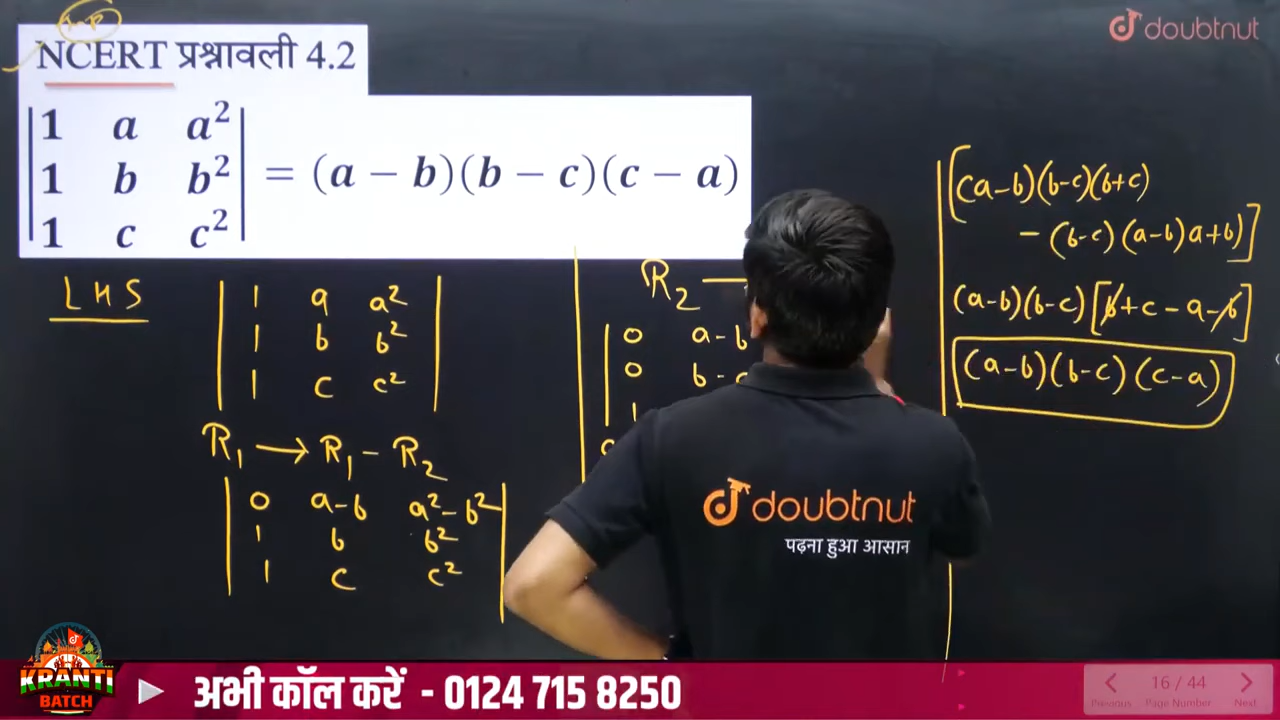 Imp
NCERT प्रश्नावली 4.2
|1 a a²|
|1 b b²| = (a − b)(b − c)(c − a)
|1 c c²|
LHS
| 1 a a² |
| 1 b b² |
| 1 c c² |
R₁ → R₁ − R₂
| 0 a−b a²−b² |
| 1 b b² |
| 1 c c² |
R₂ —
| 0 a−b
| 0 b−c
| 1
[(a−b)(b−c)(b+c)
− (b−c)(a−b)a+b)]
(a−b)(b−c)[b+c−a−b]
(a−b)(b−c)(c−a)
doubtnut
doubtnut
पढ़ना हुआ आसान
KRANTI
BATCH
अभी कॉल करें - 0124 715 8250
16 / 44
Previous Page Number Next